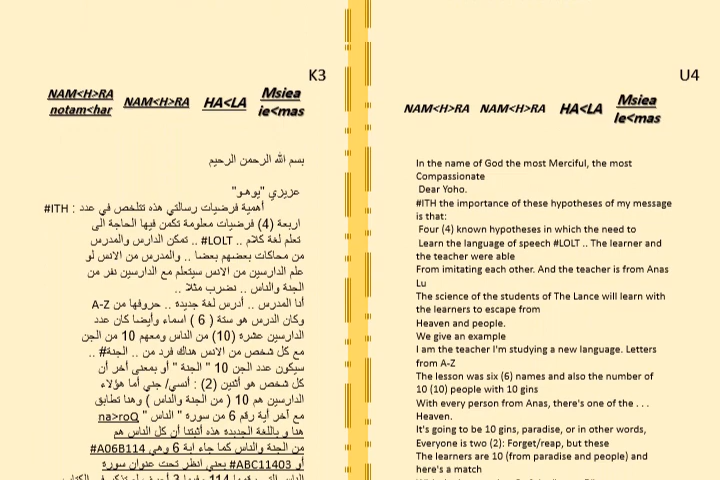 K3
NAM<H>RA
notam<har
NAM<H>RA
HA<LA
Msiea
ie<mas
بسم الله الرحمن الرحيم
عزيزي "يوهو"
أهمية فرضيات رسالتي هذه تتلخص في عدد : ITH#
اربعة (4) فرضيات معلومة تكمن فيها الحاجة الى
تعلم لغة كلام .. LOLT# .. تمكن الدارس والمدرس
من محاكات بعضهم بعضا .. والمدرس من الانس لو
علم الدارسين من الانس سيتعلم مع الدارسين نفر من
الجنة والناس .. نضرب مثلا ..
أنا المدرس .. أدرس لغة جديدة .. حروفها من A-Z
وكان الدرس هو ستة ( 6 ) اسماء وأيضا كان عدد
الدارسين عشره (10) من الناس ومعهم 10 من الجن
مع كل شخص من الانس هناك فرد من .. الجنة# ..
سيكون عدد الجن 10 " الجنة " أو بمعنى أخر أن
كل شخص هو أثنين (2) : أنسي/ جني أما هؤلاء
الدارسين هم 10 ( من الجنة والناس ) وهنا تطابق
مع آخر أية رقم 6 من سوره " الناس " na>roQ
هنا و باللغة الجديدة هذه أثبتنا أن كل الناس هم
من الجنة والناس كما جاء اية 6 وهي A06B114#
أو ABC11403# يعني انظر تحت عنوان سورة
U4
NAM<H>RA
NAM<H>RA
HA<LA
Msiea
le<mas
In the name of God the most Merciful, the most
Compassionate
Dear Yoho.
#ITH the importance of these hypotheses of my message
is that:
Four (4) known hypotheses in which the need to
Learn the language of speech #LOLT .. The learner and
the teacher were able
From imitating each other. And the teacher is from Anas
Lu
The science of the students of The Lance will learn with
the learners to escape from
Heaven and people.
We give an example
I am the teacher I'm studying a new language. Letters
from A-Z
The lesson was six (6) names and also the number of
10 (10) people with 10 gins
With every person from Anas, there's one of the . . .
Heaven.
It's going to be 10 gins, paradise, or in other words,
Everyone is two (2): Forget/reap, but these
The learners are 10 (from paradise and people) and
here's a match